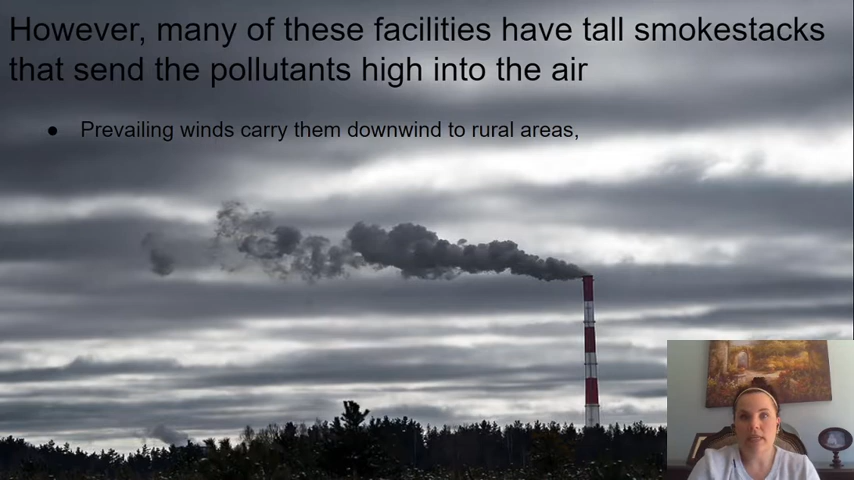 However, many of these facilities have tall smokestacks
that send the pollutants high into the air
● Prevailing winds carry them downwind to rural areas,